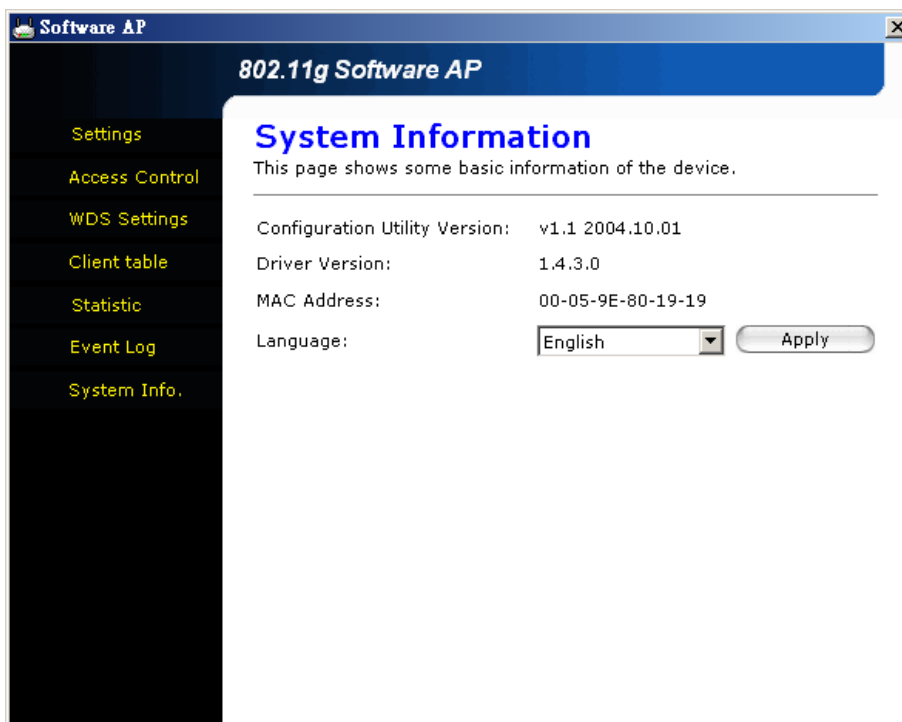 Software AP
802.11g Software AP
Settings
Access Control
WDS Settings
Client table
Statistic
Event Log
System Info.
System Information
This page shows some basic information of the device.
Configuration Utility Version: v1.1 2004.10.01
Driver Version: 1.4.3.0
MAC Address: 00-05-9E-80-19-19
Language: English Apply